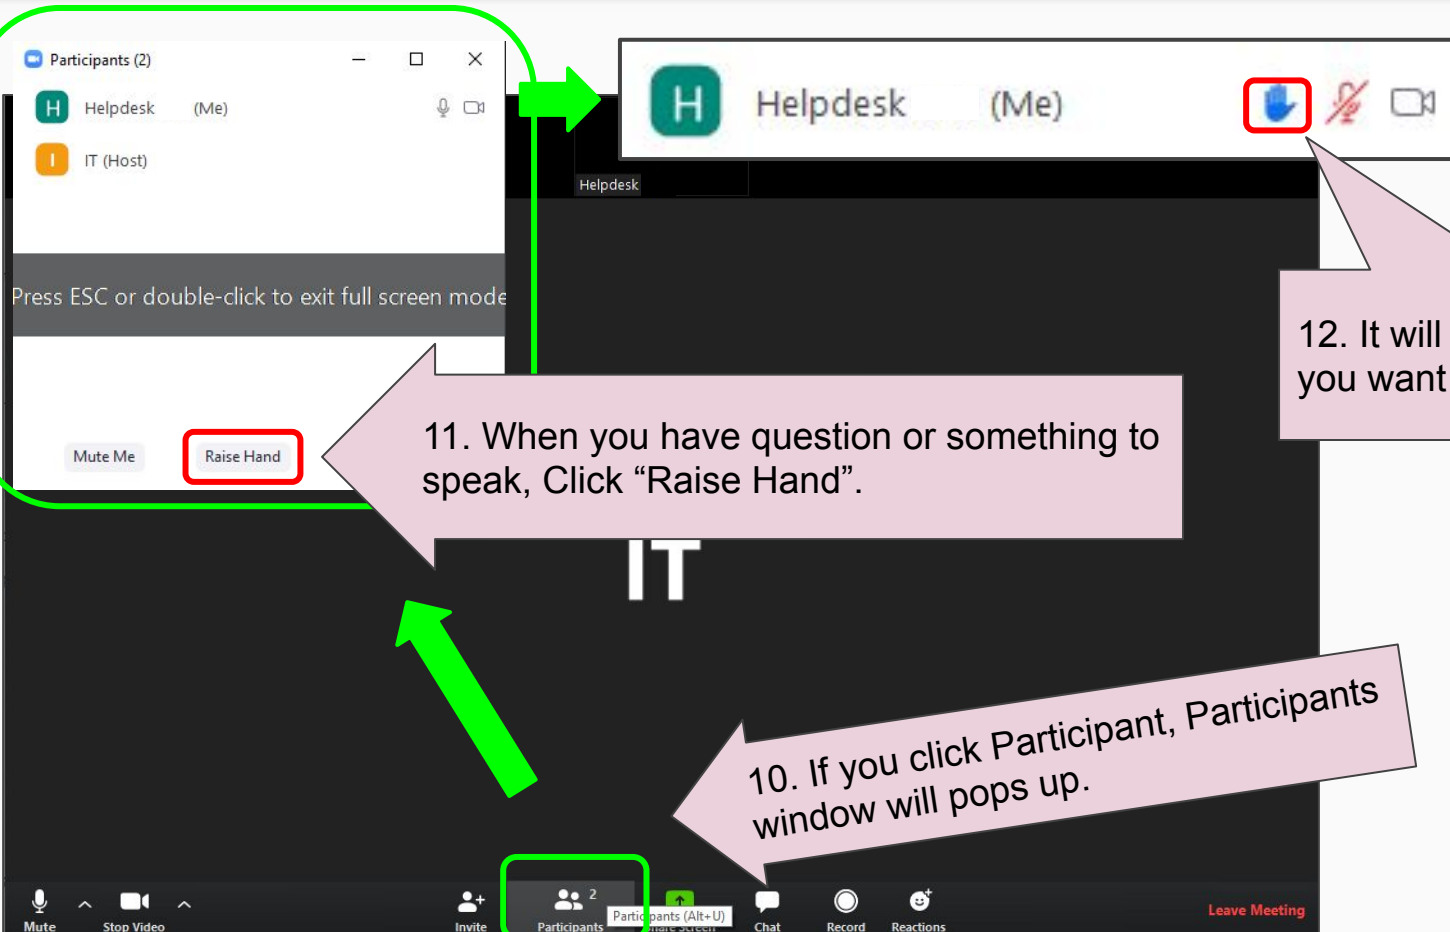 Participants (2)
H Helpdesk (Me)
I IT (Host)
Press ESC or double-click to exit full screen mode
Mute Me
Raise Hand
H Helpdesk (Me)
Helpdesk
12. It will
you want
11. When you have question or something to
speak, Click “Raise Hand”.
IT
10. If you click Participant, Participants
window will pops up.
Mute
Stop Video
Invite
Participants
2
Participants (Alt+U)
Share Screen
Chat
Record
Reactions
Leave Meeting